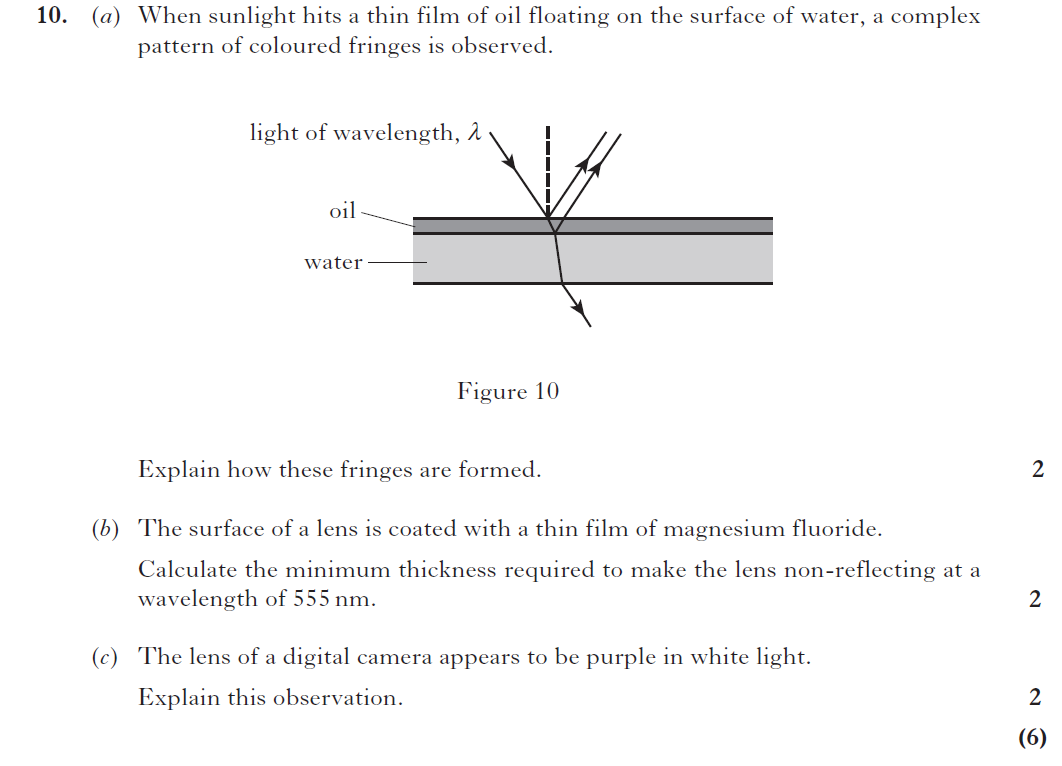 10. (a) When sunlight hits a thin film of oil floating on the surface of water, a complex
pattern of coloured fringes is observed.
light of wavelength, λ
oil
water
Figure 10
Explain how these fringes are formed. 2
(b) The surface of a lens is coated with a thin film of magnesium fluoride.
Calculate the minimum thickness required to make the lens non-reflecting at a
wavelength of 555 nm. 2
(c) The lens of a digital camera appears to be purple in white light.
Explain this observation. 2
(6)